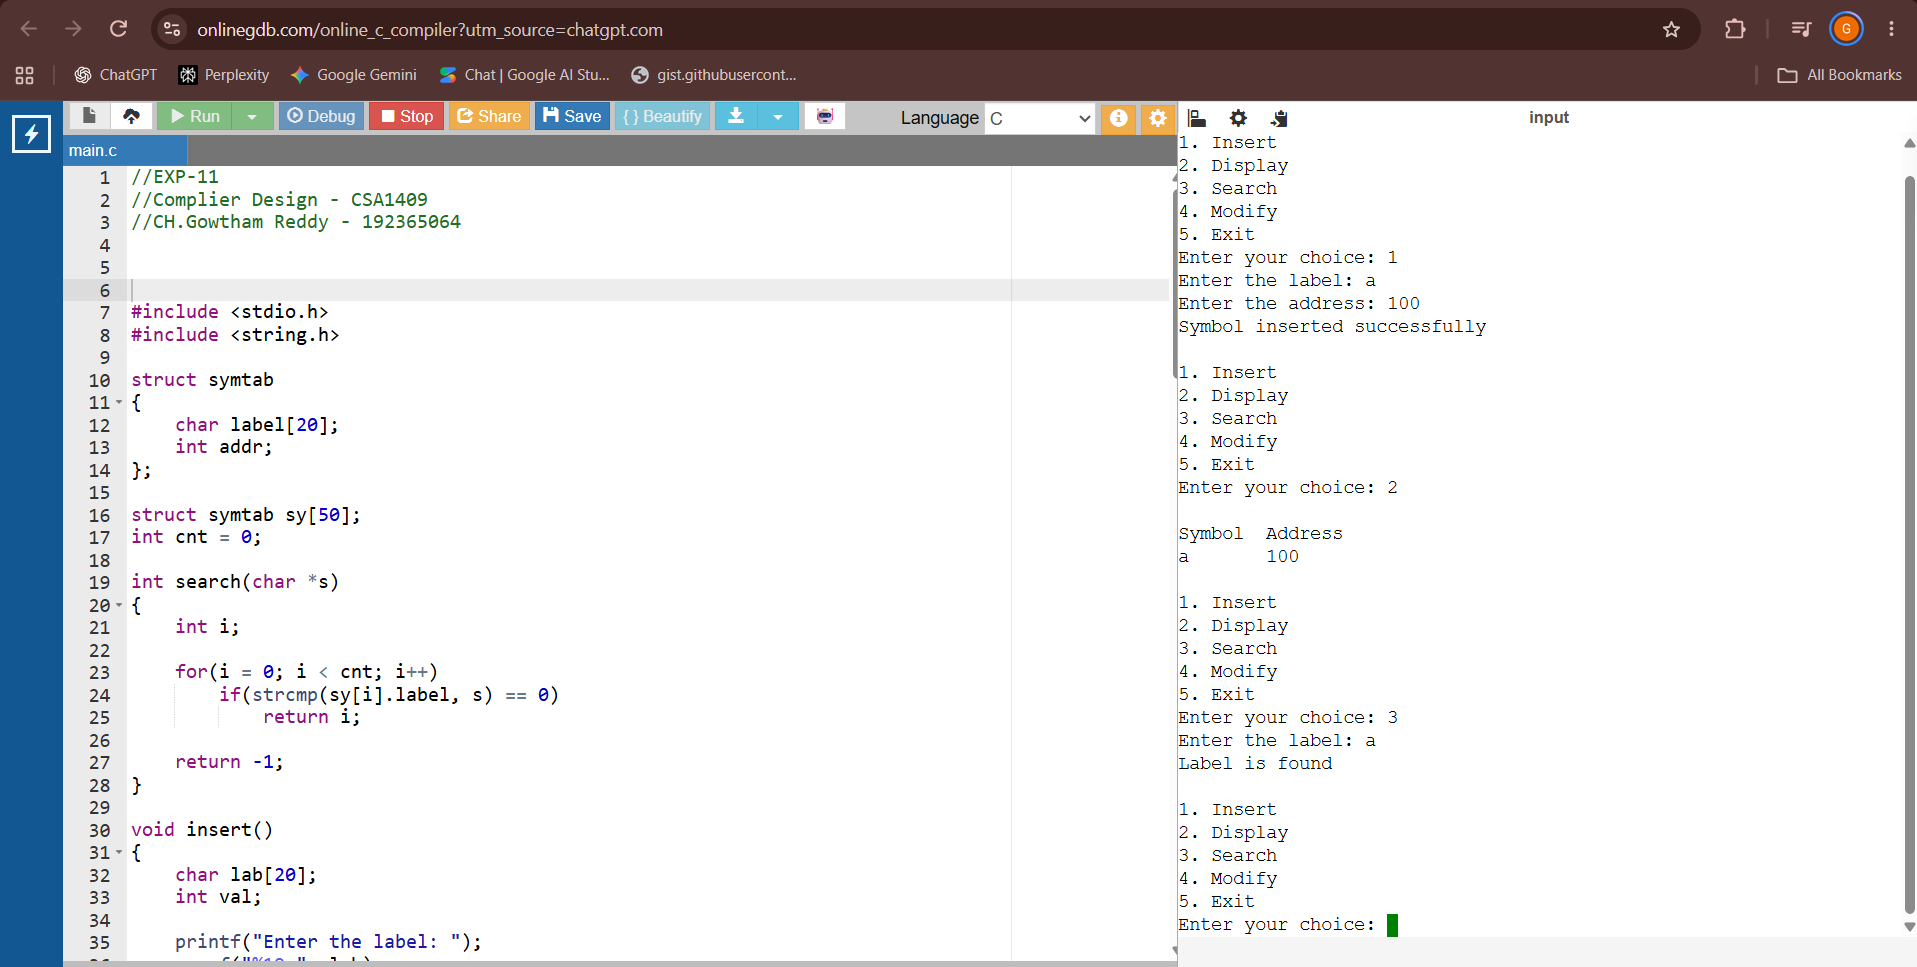 onlinegdb.com/online_c_compiler?utm_source=chatgpt.com
G
ChatGPT
Perplexity
Google Gemini
Chat | Google AI Stu...
gist.githubusercont...
All Bookmarks
Run
Debug
Stop
Share
Save
{ } Beautify
Language C
input
main.c
1 //EXP-11
2 //Complier Design - CSA1409
3 //CH.Gowtham Reddy - 192365064
4
5
6
7 #include <stdio.h>
8 #include <string.h>
9
10 struct symtab
11 {
12     char label[20];
13     int addr;
14 };
15
16 struct symtab sy[50];
17 int cnt = 0;
18
19 int search(char *s)
20 {
21     int i;
22
23     for(i = 0; i < cnt; i++)
24         if(strcmp(sy[i].label, s) == 0)
25             return i;
26
27     return -1;
28 }
29
30 void insert()
31 {
32     char lab[20];
33     int val;
34
35     printf("Enter the label: ");
1. Insert
2. Display
3. Search
4. Modify
5. Exit
Enter your choice: 1
Enter the label: a
Enter the address: 100
Symbol inserted successfully
1. Insert
2. Display
3. Search
4. Modify
5. Exit
Enter your choice: 2
Symbol  Address
a       100
1. Insert
2. Display
3. Search
4. Modify
5. Exit
Enter your choice: 3
Enter the label: a
Label is found
1. Insert
2. Display
3. Search
4. Modify
5. Exit
Enter your choice: